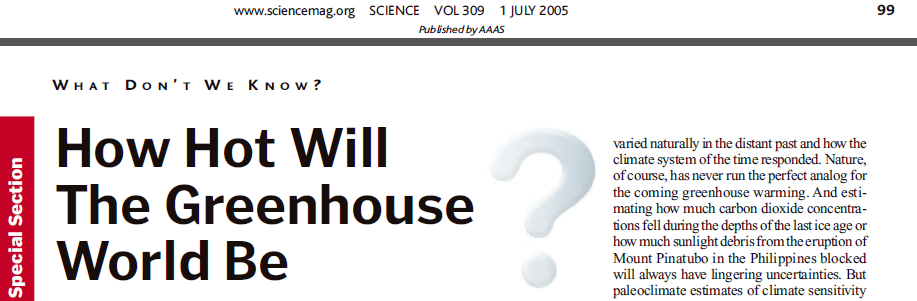 www.sciencemag.org SCIENCE VOL 309 1 JULY 2005 99
Published by AAAS
WHAT DON'T WE KNOW?
Special Section
How Hot Will
The Greenhouse
World Be
?
varied naturally in the distant past and how the
climate system of the time responded. Nature,
of course, has never run the perfect analog for
the coming greenhouse warming. And esti-
mating how much carbon dioxide concentra-
tions fell during the depths of the last ice age or
how much sunlight debris from the eruption of
Mount Pinatubo in the Philippines blocked
will always have lingering uncertainties. But
paleoclimate estimates of climate sensitivity